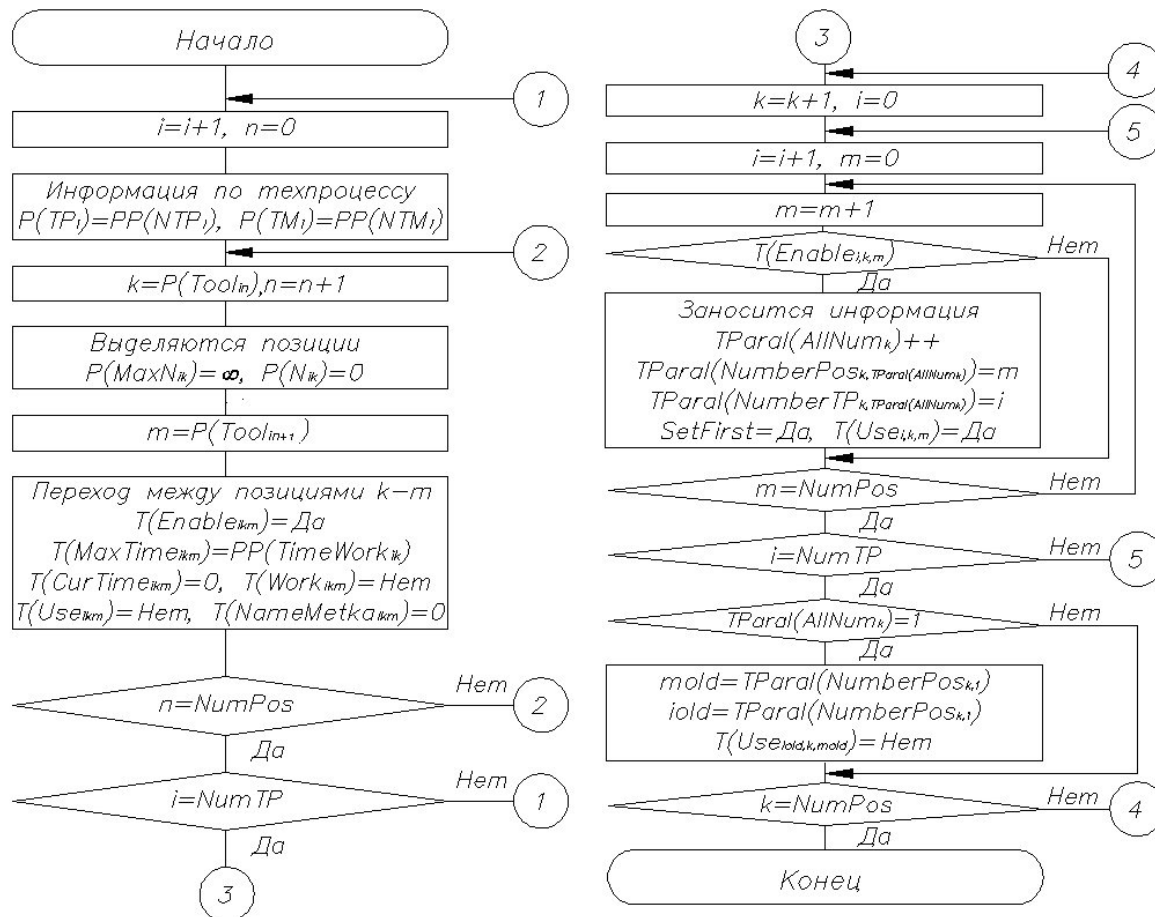 Начало
1
i=i+1, n=0
Информация по техпроцессу
P(TPi)=PP(NTPi), P(TMi)=PP(NTMi)
2
k=P(Toolin),n=n+1
Выделяются позиции
P(MaxNik)=∞, P(Nik)=0
m=P(Toolin+1)
Переход между позициями k-m
T(Enableikm)=Да
T(MaxTimeikm)=PP(TimeWorkik)
T(CurTimeikm)=0, T(Workikm)=Нет
T(Useikm)=Нет, T(NameMetkaikm)=0
n=NumPos
Нет
2
Да
i=NumTP
Нет
1
Да
3
3
4
k=k+1, i=0
5
i=i+1, m=0
m=m+1
T(Enablei,k,m)
Нет
Да
Заносится информация
TParal(AllNumk)++
TParal(NumberPosk,TParal(AllNumk))=m
TParal(NumberTPk,TParal(AllNumk))=i
SetFirst=Да, T(Usei,k,m)=Да
m=NumPos
Нет
Да
i=NumTP
Нет
5
Да
TParal(AllNumk)=1
Нет
Да
mold=TParal(NumberPosk,1)
iold=TParal(NumberPosk,1)
T(Useiold,k,mold)=Нет
k=NumPos
Нет
4
Да
Конец